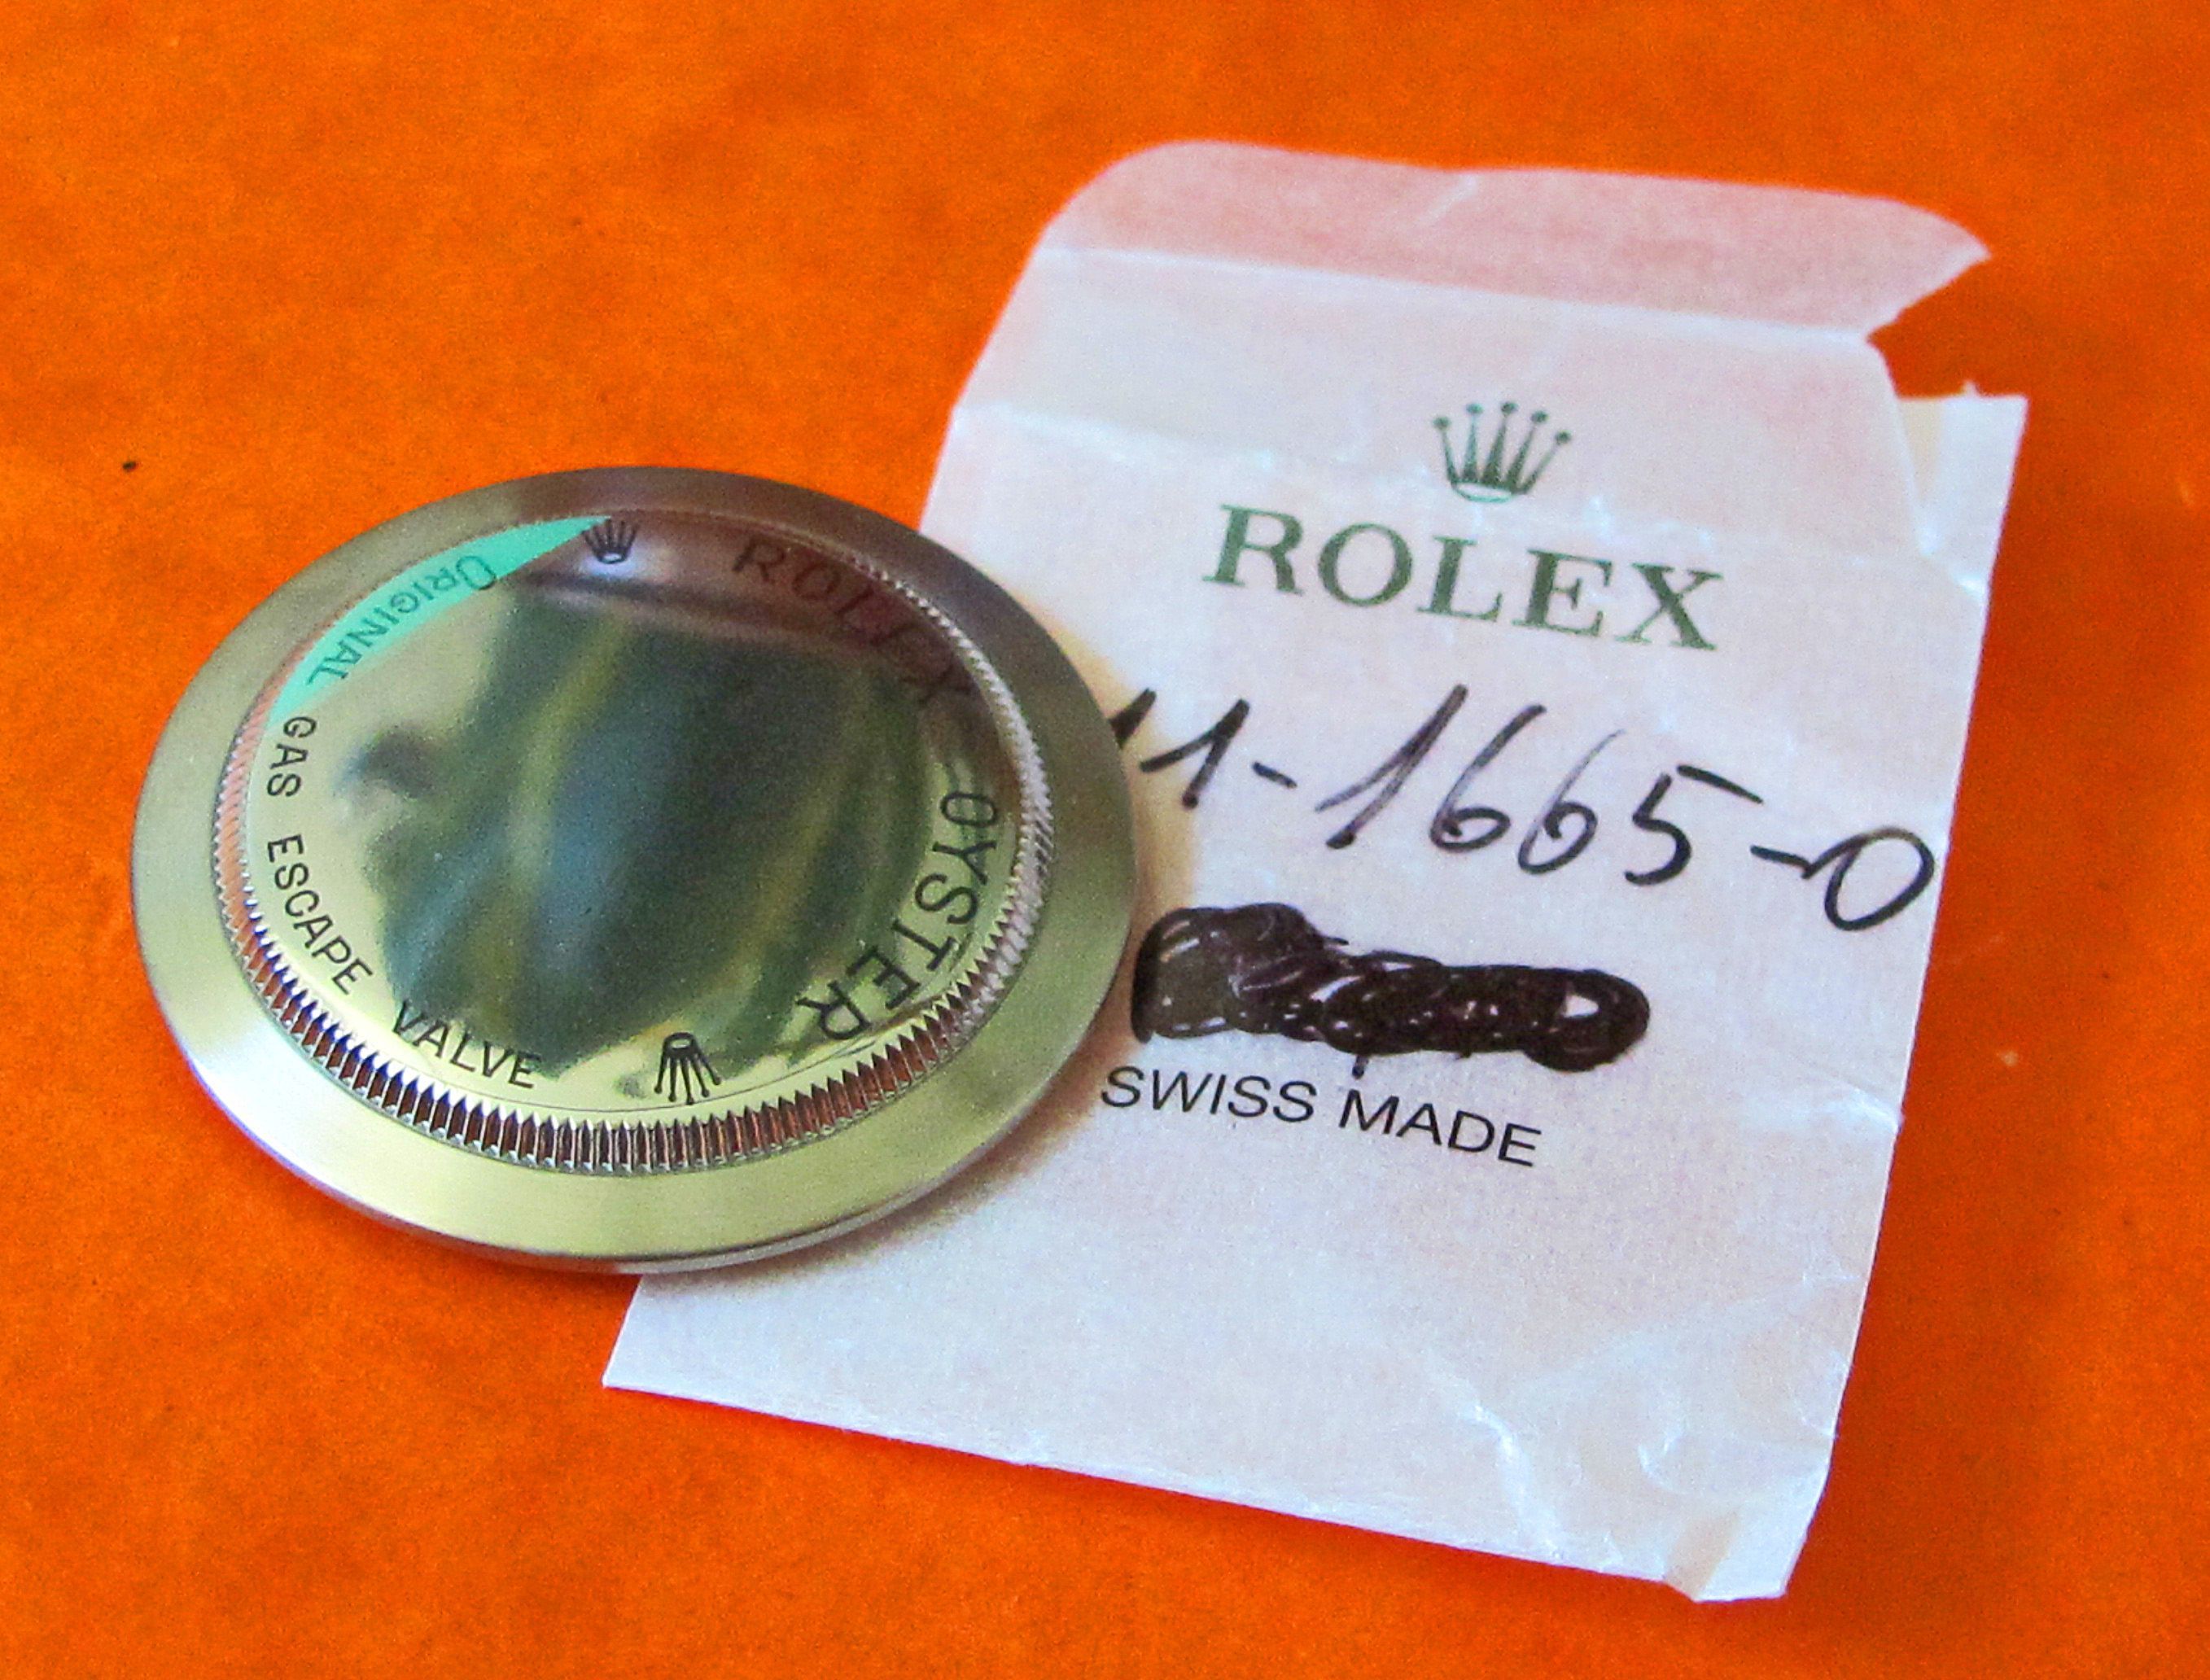 ROLEX
11-1665-0
SWISS MADE
ROLEX OYSTER
ORIGINAL GAS ESCAPE VALVE